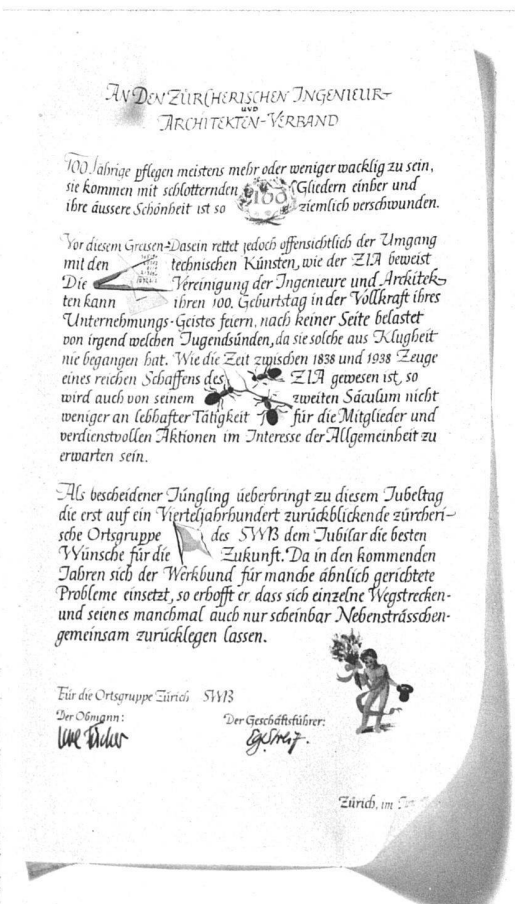 AN DEN ZÜRCHERISCHEN INGENIEUR-
UND
ARCHITEKTEN-VERBAND
100 Jährige pflegen meistens mehr oder weniger wacklig zu sein,
sie kommen mit schlotternden Gliedern einher und
ihre äussere Schönheit ist so 100 ziemlich verschwunden.
Vor diesem Greisen-Dasein rettet jedoch offensichtlich der Umgang
mit den technischen Künsten, wie der ZIA beweist
Die Vereinigung der Ingenieure und Architek-
ten kann ihren 100. Geburtstag in der Vollkraft ihres
Unternehmungs-Geistes feiern, nach keiner Seite belastet
von irgend welchen Jugendsünden, da sie solche aus Klugheit
nie begangen hat. Wie die Zeit zwischen 1838 und 1938 Zeuge
eines reichen Schaffens des ZIA gewesen ist, so
wird auch von seinem zweiten Säculum nicht
weniger an lebhafter Tätigkeit für die Mitglieder und
verdienstvollen Aktionen im Interesse der Allgemeinheit zu
erwarten sein.
Als bescheidener Jüngling ueberbringt zu diesem Jubeltag
die erst auf ein Vierteljahrhundert zurückblickende zürcheri-
sche Ortsgruppe des SWB dem Jubilar die besten
Wünsche für die Zukunft. Da in den kommenden
Jahren sich der Werkbund für manche ähnlich gerichtete
Probleme einsetzt, so erhofft er, dass sich einzelne Wegstrecken-
und seien es manchmal auch nur scheinbar Nebensträsschen-
gemeinsam zurücklegen lassen.
Für die Ortsgruppe Zürich SWB
Der Obmann: Der Geschäftsführer:
Zürich, im